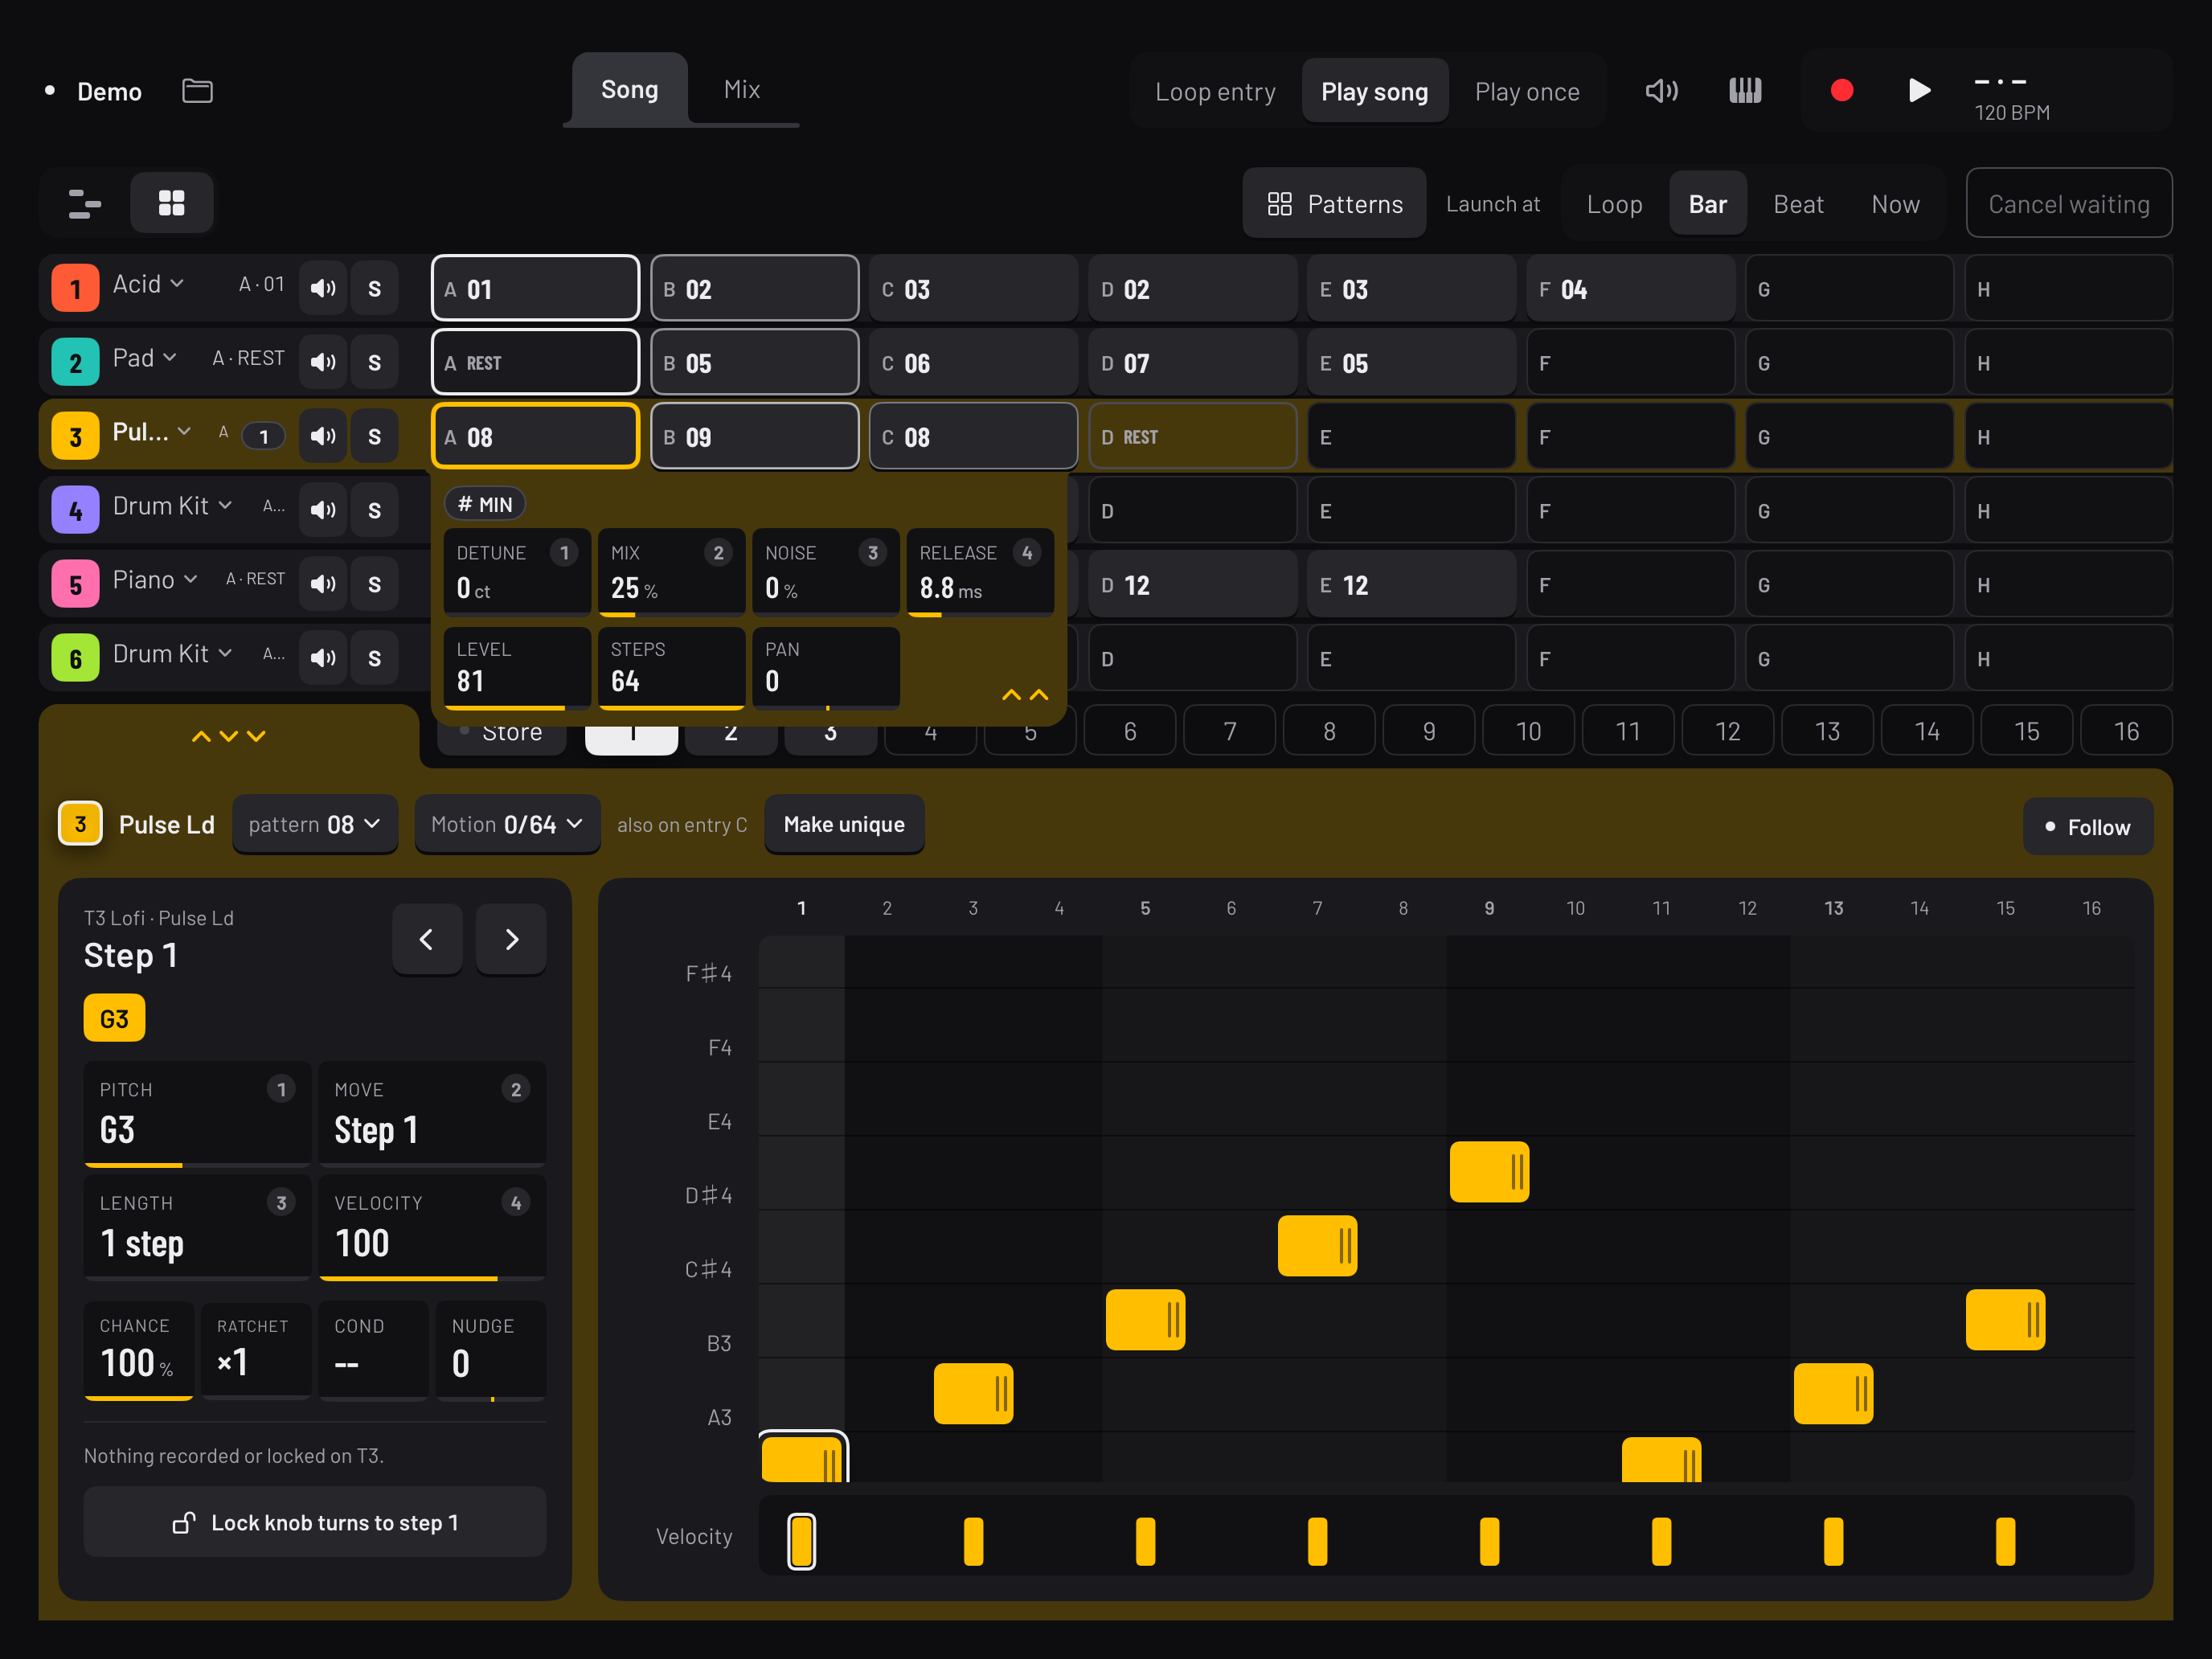 Demo
Song Mix
Loop entry Play song Play once
120 BPM
Patterns Launch at Loop Bar Beat Now Cancel waiting
1 Acid A · 01 S A 01 B 02 C 03 D 02 E 03 F 04 G H
2 Pad A · REST S A REST B 05 C 06 D 07 E 05 F G H
3 Pul... A 1 S A 08 B 09 C 08 D REST E F G H
4 Drum Kit A... S D E F G H
5 Piano A · REST S D 12 E 12 F G H
6 Drum Kit A... S D E F G H
# MIN
DETUNE 1 MIX 2 NOISE 3 RELEASE 4
0 ct 25 % 0 % 8.8 ms
LEVEL STEPS PAN
81 64 0
Store 1 2 3 4 5 6 7 8 9 10 11 12 13 14 15 16
3 Pulse Ld pattern 08 Motion 0/64 also on entry C Make unique Follow
T3 Lofi · Pulse Ld
Step 1
G3
PITCH 1 MOVE 2
G3 Step 1
LENGTH 3 VELOCITY 4
1 step 100
CHANCE RATCHET COND NUDGE
100 % ×1 -- 0
Nothing recorded or locked on T3.
Lock knob turns to step 1
1 2 3 4 5 6 7 8 9 10 11 12 13 14 15 16
F♯4
F4
E4
D♯4
C♯4
B3
A3
Velocity